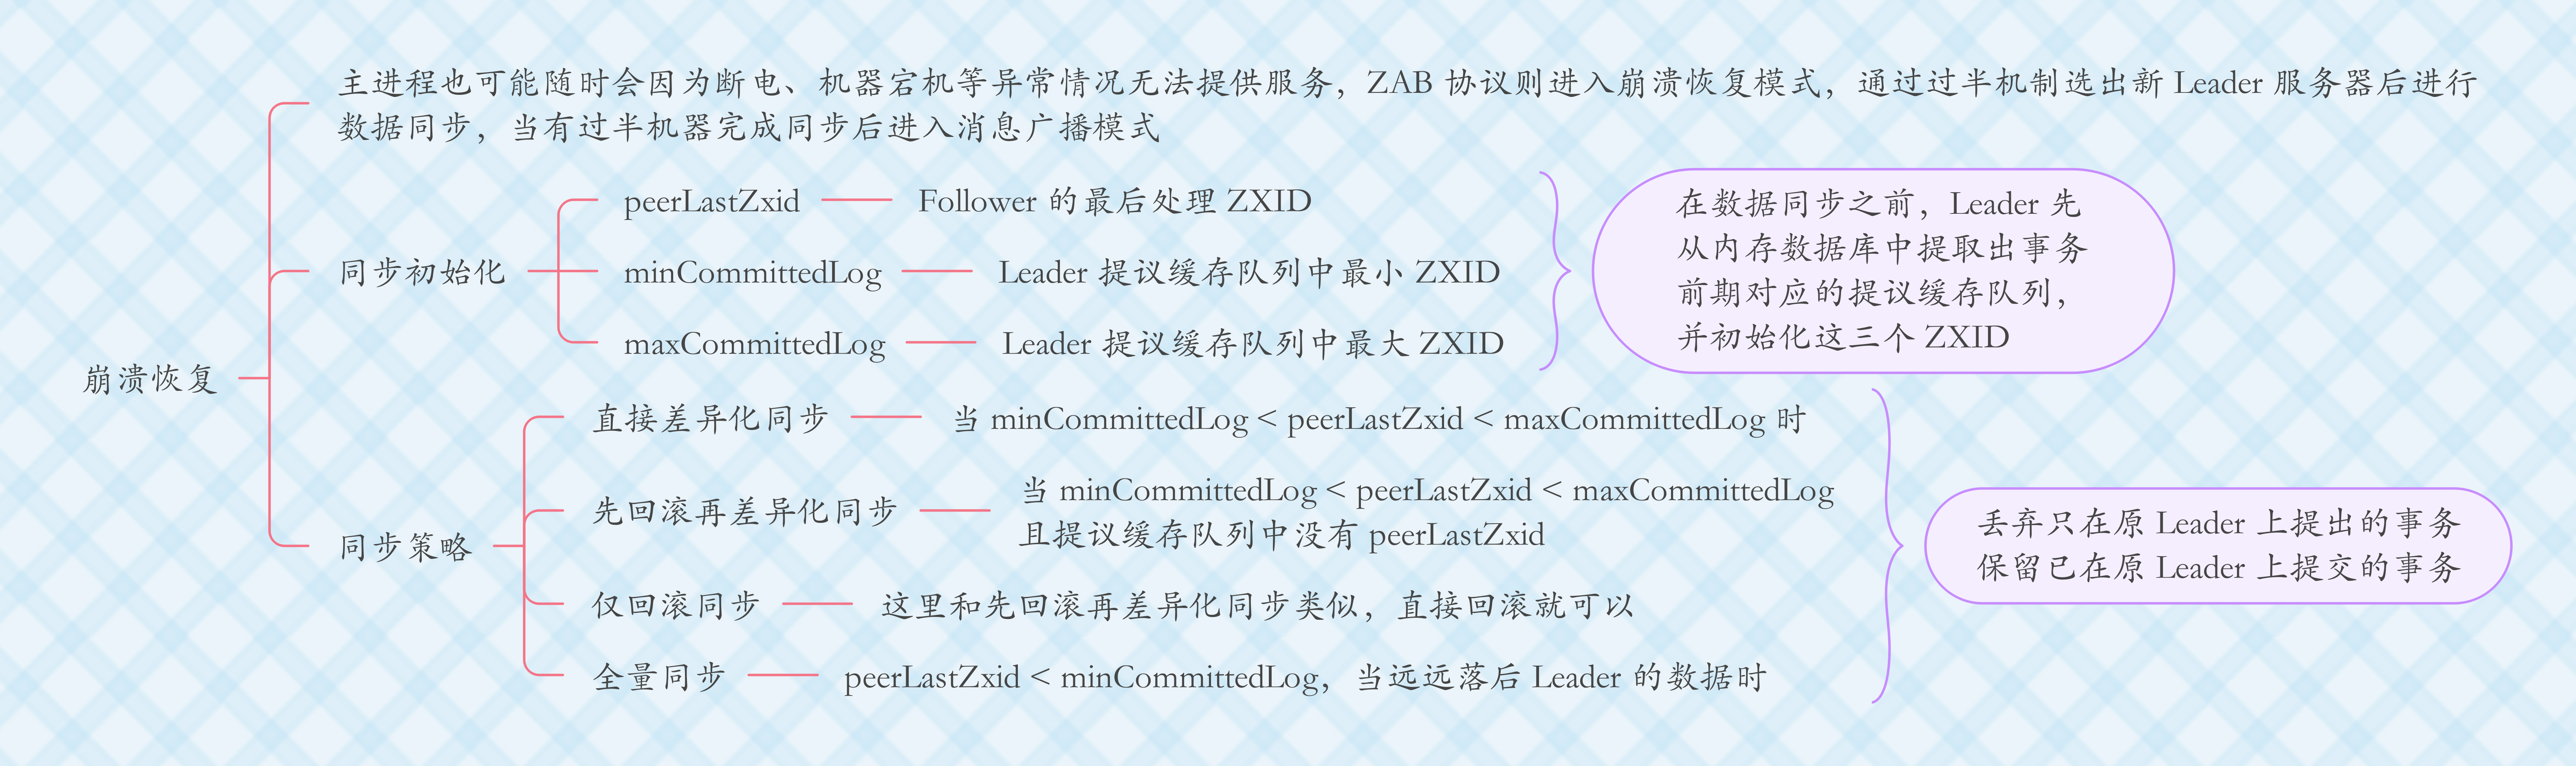 主进程也可能随时会因为断电、机器宕机等异常情况无法提供服务，ZAB 协议则进入崩溃恢复模式，通过过半机制选出新 Leader 服务器后进行
数据同步，当有过半机器完成同步后进入消息广播模式
崩溃恢复
同步初始化
peerLastZxid
Follower 的最后处理 ZXID
minCommittedLog
Leader 提议缓存队列中最小 ZXID
maxCommittedLog
Leader 提议缓存队列中最大 ZXID
在数据同步之前，Leader 先
从内存数据库中提取出事务
前期对应的提议缓存队列，
并初始化这三个 ZXID
同步策略
直接差异化同步
当 minCommittedLog < peerLastZxid < maxCommittedLog 时
先回滚再差异化同步
当 minCommittedLog < peerLastZxid < maxCommittedLog
且提议缓存队列中没有 peerLastZxid
仅回滚同步
这里和先回滚再差异化同步类似，直接回滚就可以
全量同步
peerLastZxid < minCommittedLog，当远远落后 Leader 的数据时
丢弃只在原 Leader 上提出的事务
保留已在原 Leader 上提交的事务